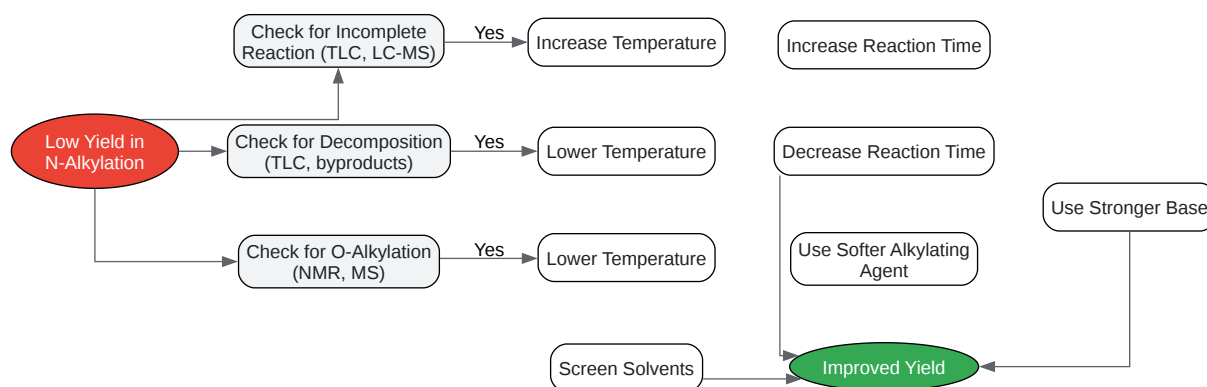 Check for Incomplete
Reaction (TLC, LC-MS)
Yes
Increase Temperature
Increase Reaction Time
Low Yield in
N-Alkylation
Check for Decomposition
(TLC, byproducts)
Yes
Lower Temperature
Decrease Reaction Time
Use Stronger Base
Check for O-Alkylation
(NMR, MS)
Yes
Lower Temperature
Use Softer Alkylating
Agent
Screen Solvents
Improved Yield